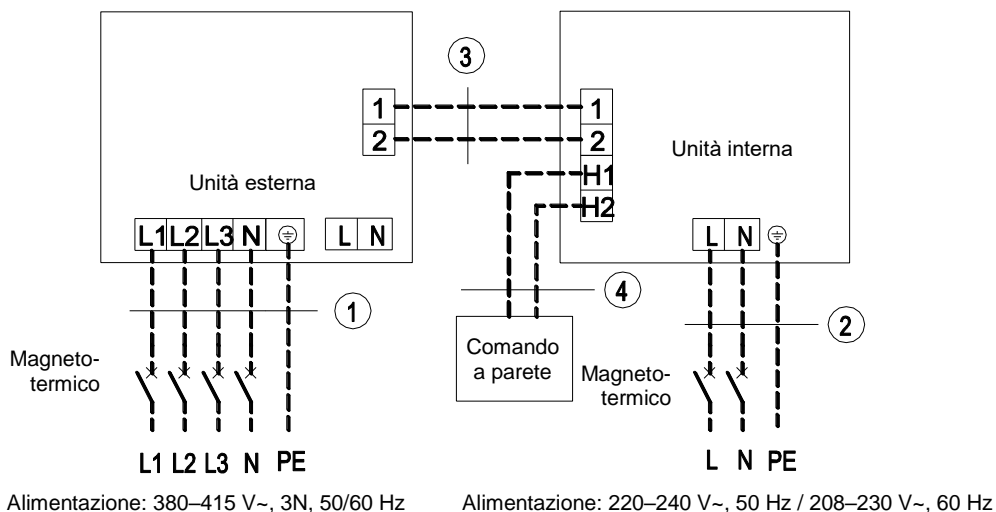 ③
1
2
Unità esterna
L1 L2 L3 N
L N
1
2
H1
H2
Unità interna
L N
①
④
②
Magneto-
termico
Comando
a parete
Magneto-
termico
L1 L2 L3 N PE
L N PE
Alimentazione: 380–415 V~, 3N, 50/60 Hz
Alimentazione: 220–240 V~, 50 Hz / 208–230 V~, 60 Hz